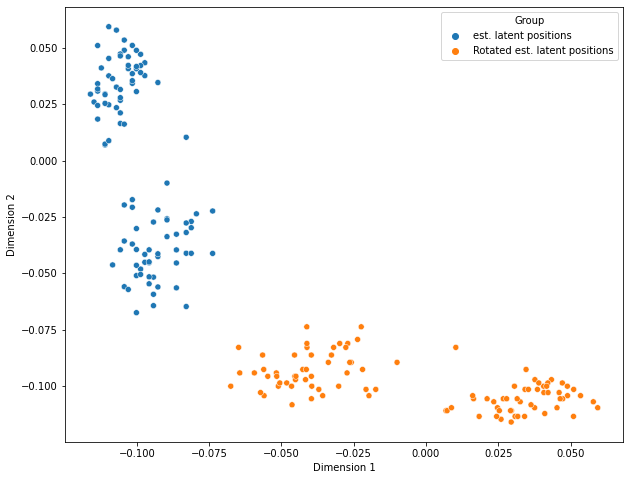 Group
est. latent positions
Rotated est. latent positions
0.050
0.025
0.000
−0.025
−0.050
−0.075
−0.100
Dimension 2
−0.100
−0.075
−0.050
−0.025
0.000
0.025
0.050
Dimension 1